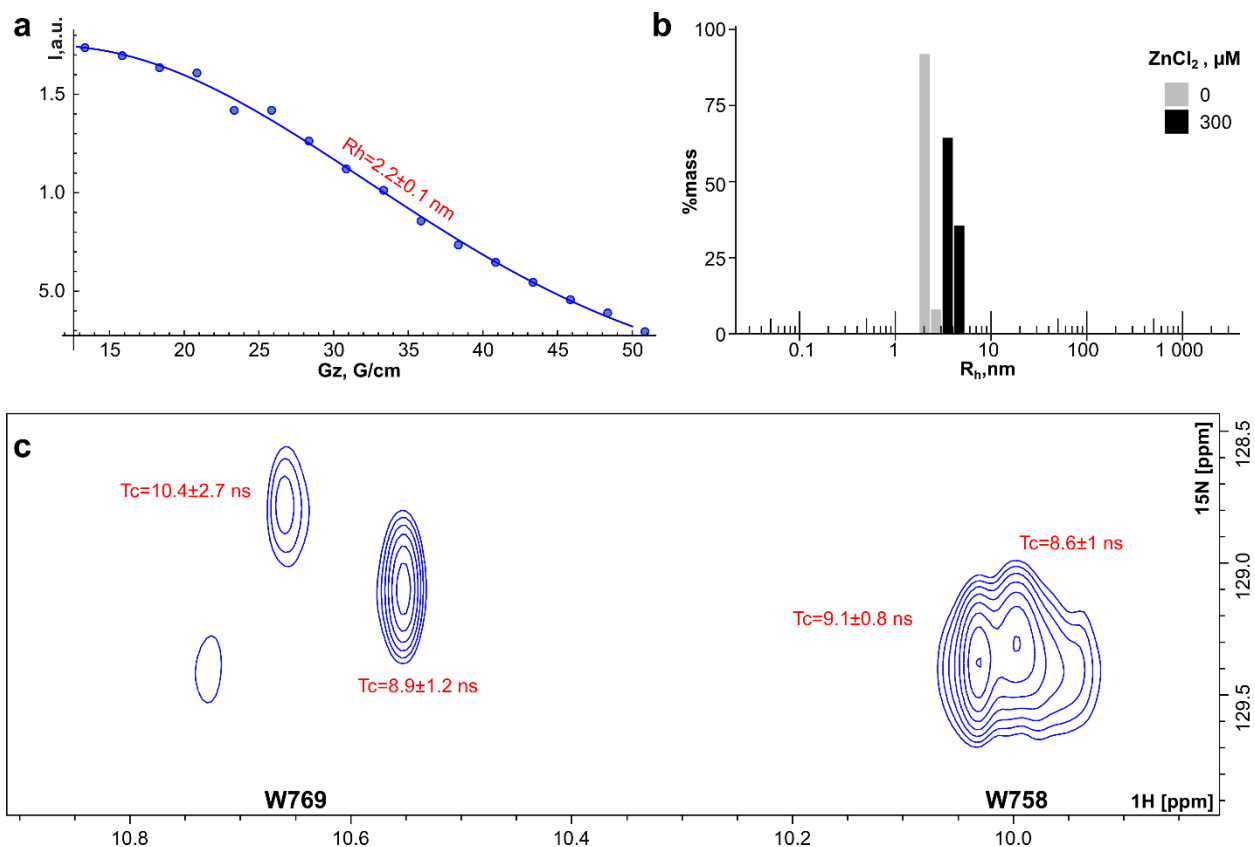 a
I,a.u.
1.5
1.0
5.0
Rh=2.2±0.1 nm
15 20 25 30 35 40 45 50
Gz, G/cm
b
100
75
50
25
0
%mass
ZnCl₂ , µM
0
300
0.1 1 10 100 1 000
Rₕ,nm
c
Tc=10.4±2.7 ns
Tc=8.9±1.2 ns
Tc=8.6±1 ns
Tc=9.1±0.8 ns
15N [ppm]
128.5
129.0
129.5
W769
W758
1H [ppm]
10.8 10.6 10.4 10.2 10.0